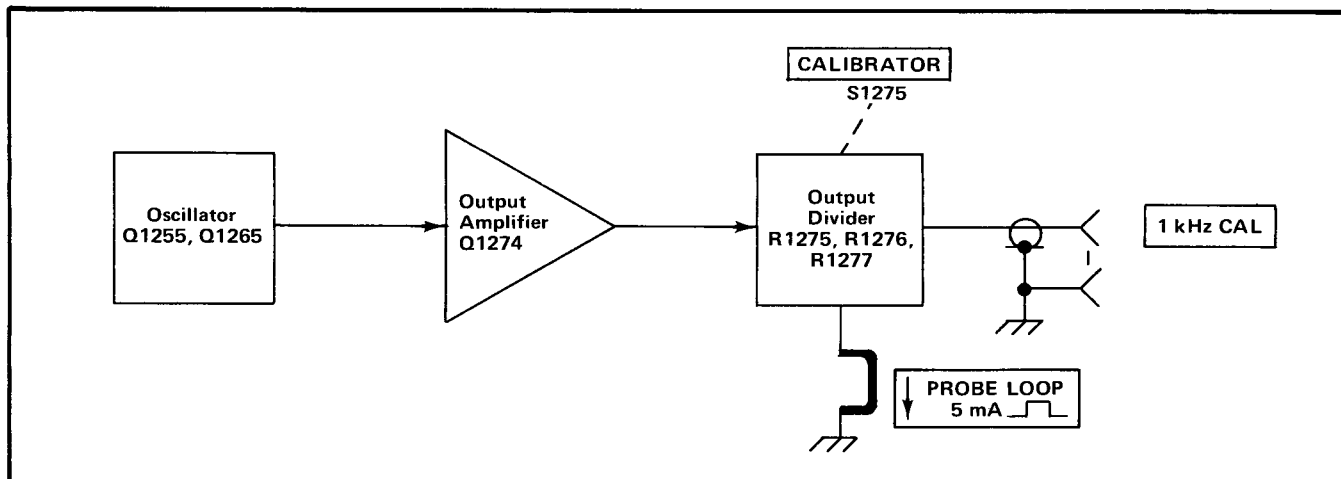 CALIBRATOR
S1275
Oscillator
Q1255, Q1265
Output
Amplifier
Q1274
Output
Divider
R1275, R1276,
R1277
1 kHz CAL
PROBE LOOP
5 mA